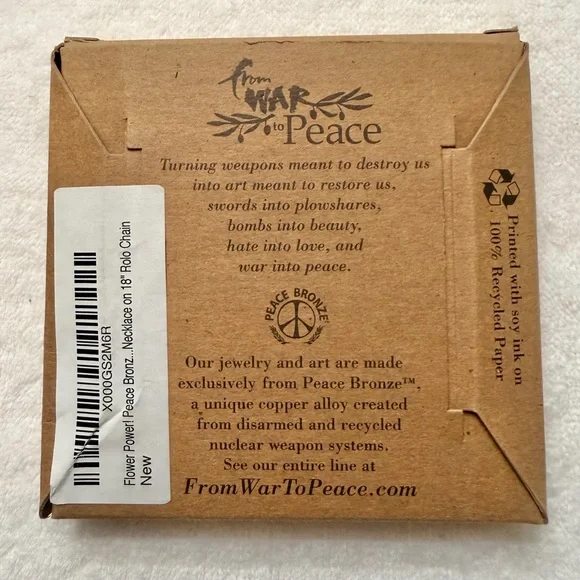 from
WAR
to Peace
Turning weapons meant to destroy us
into art meant to restore us,
swords into plowshares,
bombs into beauty,
hate into love, and
war into peace.
PEACE BRONZE
Our jewelry and art are made
exclusively from Peace Bronze™,
a unique copper alloy created
from disarmed and recycled
nuclear weapon systems.
See our entire line at
FromWarToPeace.com
X000GS2M6R
Flower Power! Peace Bronz...Necklace on 18" Rolo Chain
New
Printed with soy ink on
100% Recycled Paper